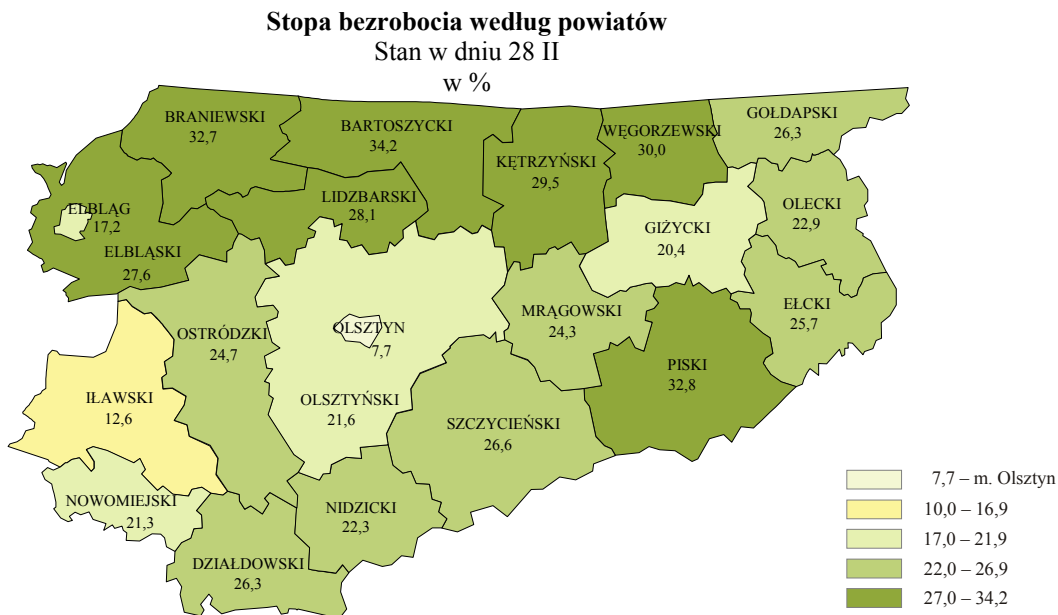 Stopa bezrobocia według powiatów
Stan w dniu 28 II
w %
BRANIEWSKI
32,7
BARTOSZYCKI
34,2
KĘTRZYŃSKI
29,5
WĘGORZEWSKI
30,0
GOŁDAPSKI
26,3
ELBLĄG
17,2
ELBLĄSKI
27,6
LIDZBARSKI
28,1
GIŻYCKI
20,4
OLECKI
22,9
OSTRÓDZKI
24,7
OLSZTYN
7,7
OLSZTYŃSKI
21,6
MRĄGOWSKI
24,3
EŁCKI
25,7
IŁAWSKI
12,6
SZCZYCIEŃSKI
26,6
PISKI
32,8
NOWOMIEJSKI
21,3
NIDZICKI
22,3
DZIAŁDOWSKI
26,3
7,7 – m. Olsztyn
10,0 – 16,9
17,0 – 21,9
22,0 – 26,9
27,0 – 34,2